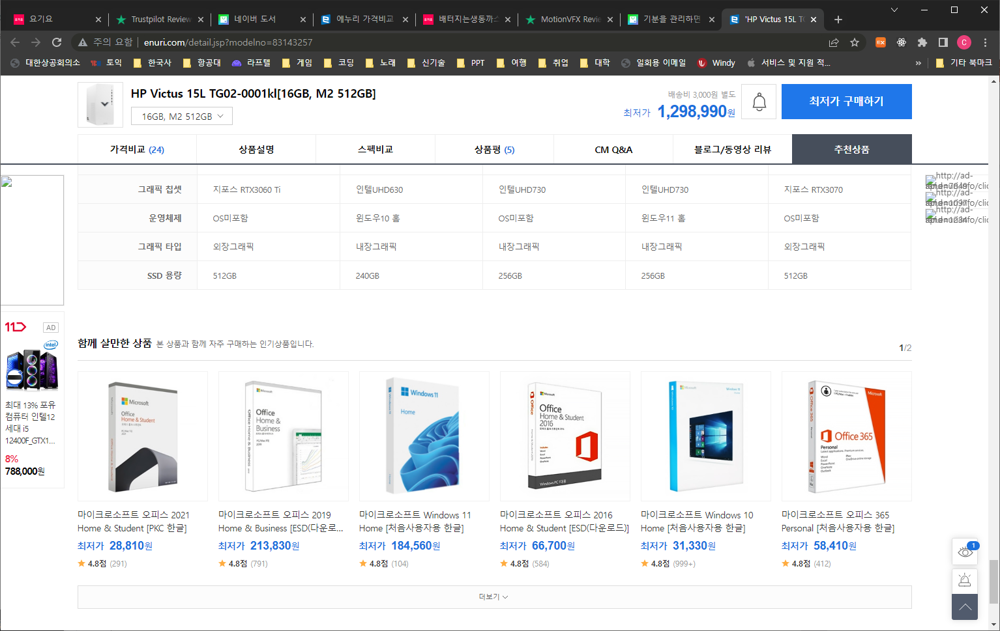 요기요
Trustpilot Review
네이버 도서
에누리 가격비교
배터지는생동까스
MotionVFX Revie
기분을 관리하면
'HP Victus 15L TG
주의 요함
enuri.com/detail.jsp?modelno=83143257
대한상공회의소
토익
한국사
항공대
라프텔
게임
코딩
노래
신기술
PPT
여행
취업
대학
일회용 이메일
Windy
서비스 및 지원 적...
»
기타 북마크
HP Victus 15L TG02-0001kl[16GB, M2 512GB]
16GB, M2 512GB
배송비 3,000원 별도
최저가 1,298,990원
최저가 구매하기
가격비교 (24)
상품설명
스펙비교
상품평 (5)
CM Q&A
블로그/동영상 리뷰
추천상품
그래픽 칩셋 지포스 RTX3060 Ti 인텔UHD630 인텔UHD730 인텔UHD730 지포스 RTX3070
운영체제 OS미포함 윈도우10 홈 OS미포함 윈도우11 홈 OS미포함
그래픽 타입 외장그래픽 내장그래픽 내장그래픽 내장그래픽 외장그래픽
SSD 용량 512GB 240GB 256GB 256GB 512GB
http://ad-
http://ad-
http://ad-
11
AD
intel
최대 13% 포유
컴퓨터 인텔12
세대 i5
12400F_GTX1...
8%
788,000원
함께 살만한 상품 본 상품과 함께 자주 구매하는 인기상품입니다.
1/2
Microsoft
Office
Home & Student
Microsoft
Office
Home &
Business
Office Home & Business
Windows 11
Home
Microsoft
Office
Home & Student
2016
Office
Windows PC 1대용
Microsoft
Windows 10
Microsoft
Office 365
Personal
Office 365
마이크로소프트 오피스 2021
Home & Student [PKC 한글]
최저가 28,810원
4.8점 (291)
마이크로소프트 오피스 2019
Home & Business [ESD(다운로...
최저가 213,830원
4.8점 (791)
마이크로소프트 Windows 11
Home [처음사용자용 한글]
최저가 184,560원
4.8점 (104)
마이크로소프트 오피스 2016
Home & Student [ESD(다운로드)]
최저가 66,700원
4.8점 (584)
마이크로소프트 Windows 10
Home [처음사용자용 한글]
최저가 31,330원
4.8점 (999+)
마이크로소프트 오피스 365
Personal [처음사용자용 한글]
최저가 58,410원
4.8점 (412)
1
더보기